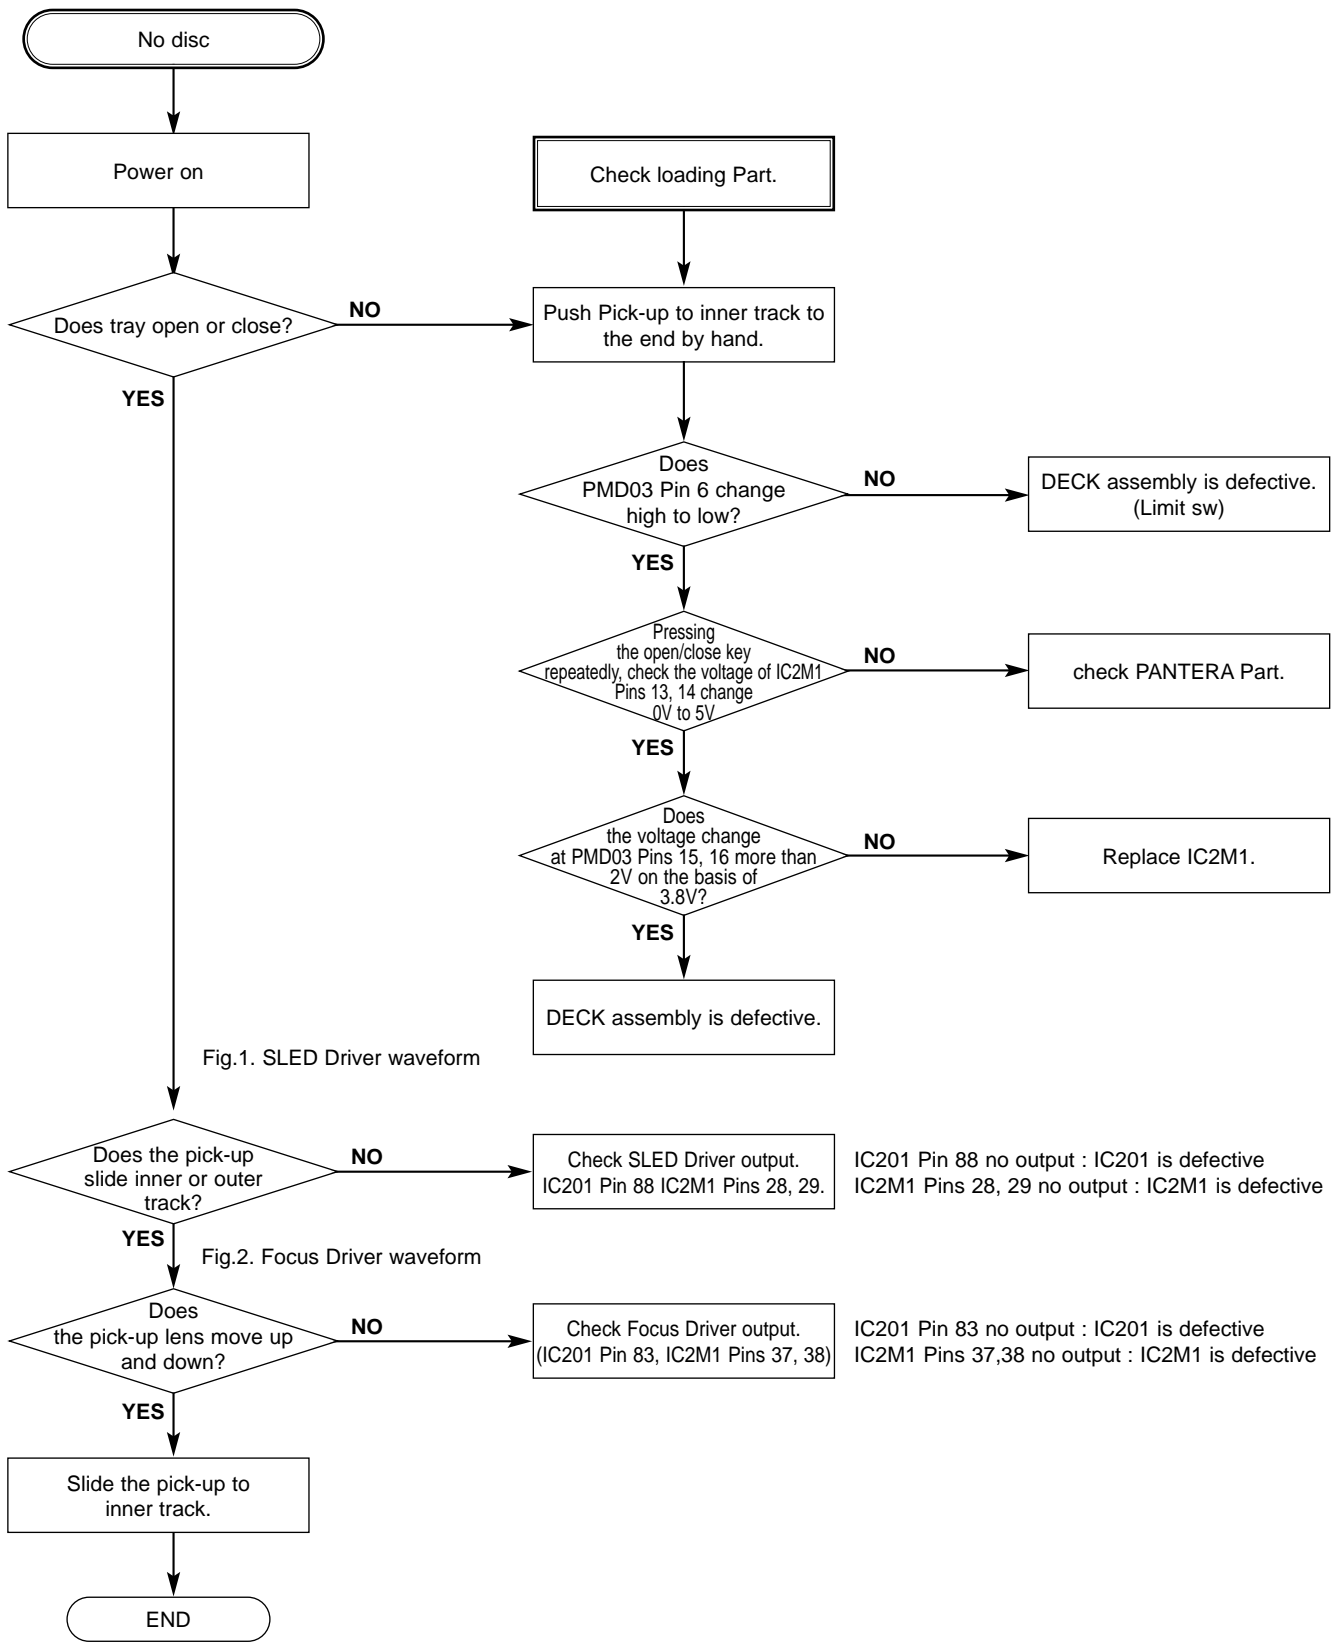 No disc
Power on
Check loading Part.
Does tray open or close?
NO
Push Pick-up to inner track to
the end by hand.
YES
Does
PMD03 Pin 6 change
high to low?
NO
DECK assembly is defective.
(Limit sw)
YES
Pressing
the open/close key
repeatedly, check the voltage of IC2M1
Pins 13, 14 change
0V to 5V
NO
check PANTERA Part.
YES
Does
the voltage change
at PMD03 Pins 15, 16 more than
2V on the basis of
3.8V?
NO
Replace IC2M1.
YES
DECK assembly is defective.
Fig.1. SLED Driver waveform
Does the pick-up
slide inner or outer
track?
NO
Check SLED Driver output.
IC201 Pin 88 IC2M1 Pins 28, 29.
IC201 Pin 88 no output : IC201 is defective
IC2M1 Pins 28, 29 no output : IC2M1 is defective
YES
Fig.2. Focus Driver waveform
Does
the pick-up lens move up
and down?
NO
Check Focus Driver output.
(IC201 Pin 83, IC2M1 Pins 37, 38)
IC201 Pin 83 no output : IC201 is defective
IC2M1 Pins 37,38 no output : IC2M1 is defective
YES
Slide the pick-up to
inner track.
END